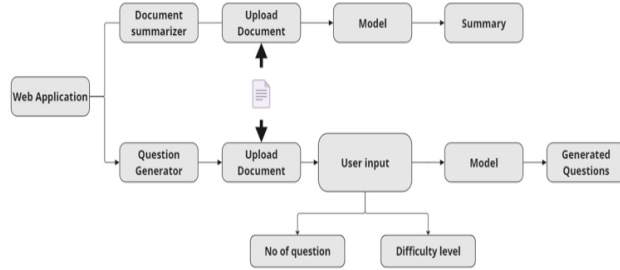 Document
summarizer
Upload
Document
Model
Summary
Web Application
Question
Generator
Upload
Document
User input
Model
Generated
Questions
No of question
Difficulty level